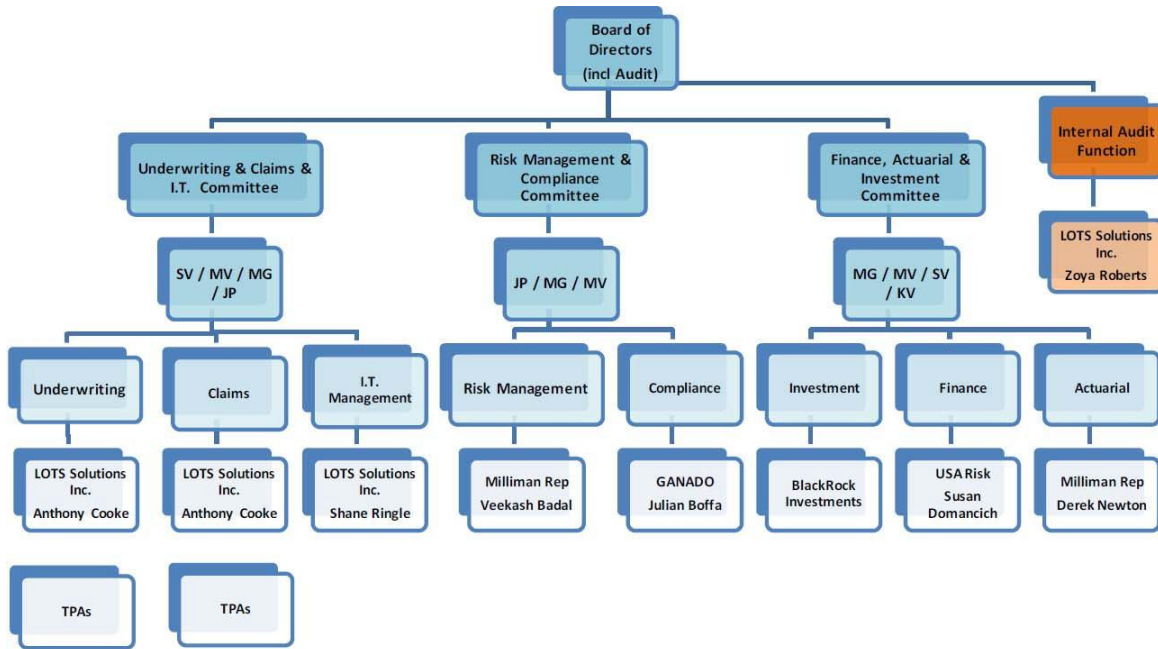 Board of
Directors
(incl Audit)
Internal Audit
Function
Underwriting & Claims &
I.T. Committee
Risk Management &
Compliance
Committee
Finance, Actuarial &
Investment
Committee
LOTS Solutions
Inc.
Zoya Roberts
SV / MV / MG
/ JP
JP / MG / MV
MG / MV / SV
/ KV
Underwriting
Claims
I.T.
Management
Risk Management
Compliance
Investment
Finance
Actuarial
LOTS Solutions
Inc.
Anthony Cooke
LOTS Solutions
Inc.
Anthony Cooke
LOTS Solutions
Inc.
Shane Ringle
Milliman Rep
Veekash Badal
GANADO
Julian Boffa
BlackRock
Investments
USA Risk
Susan
Domancich
Milliman Rep
Derek Newton
TPAs
TPAs